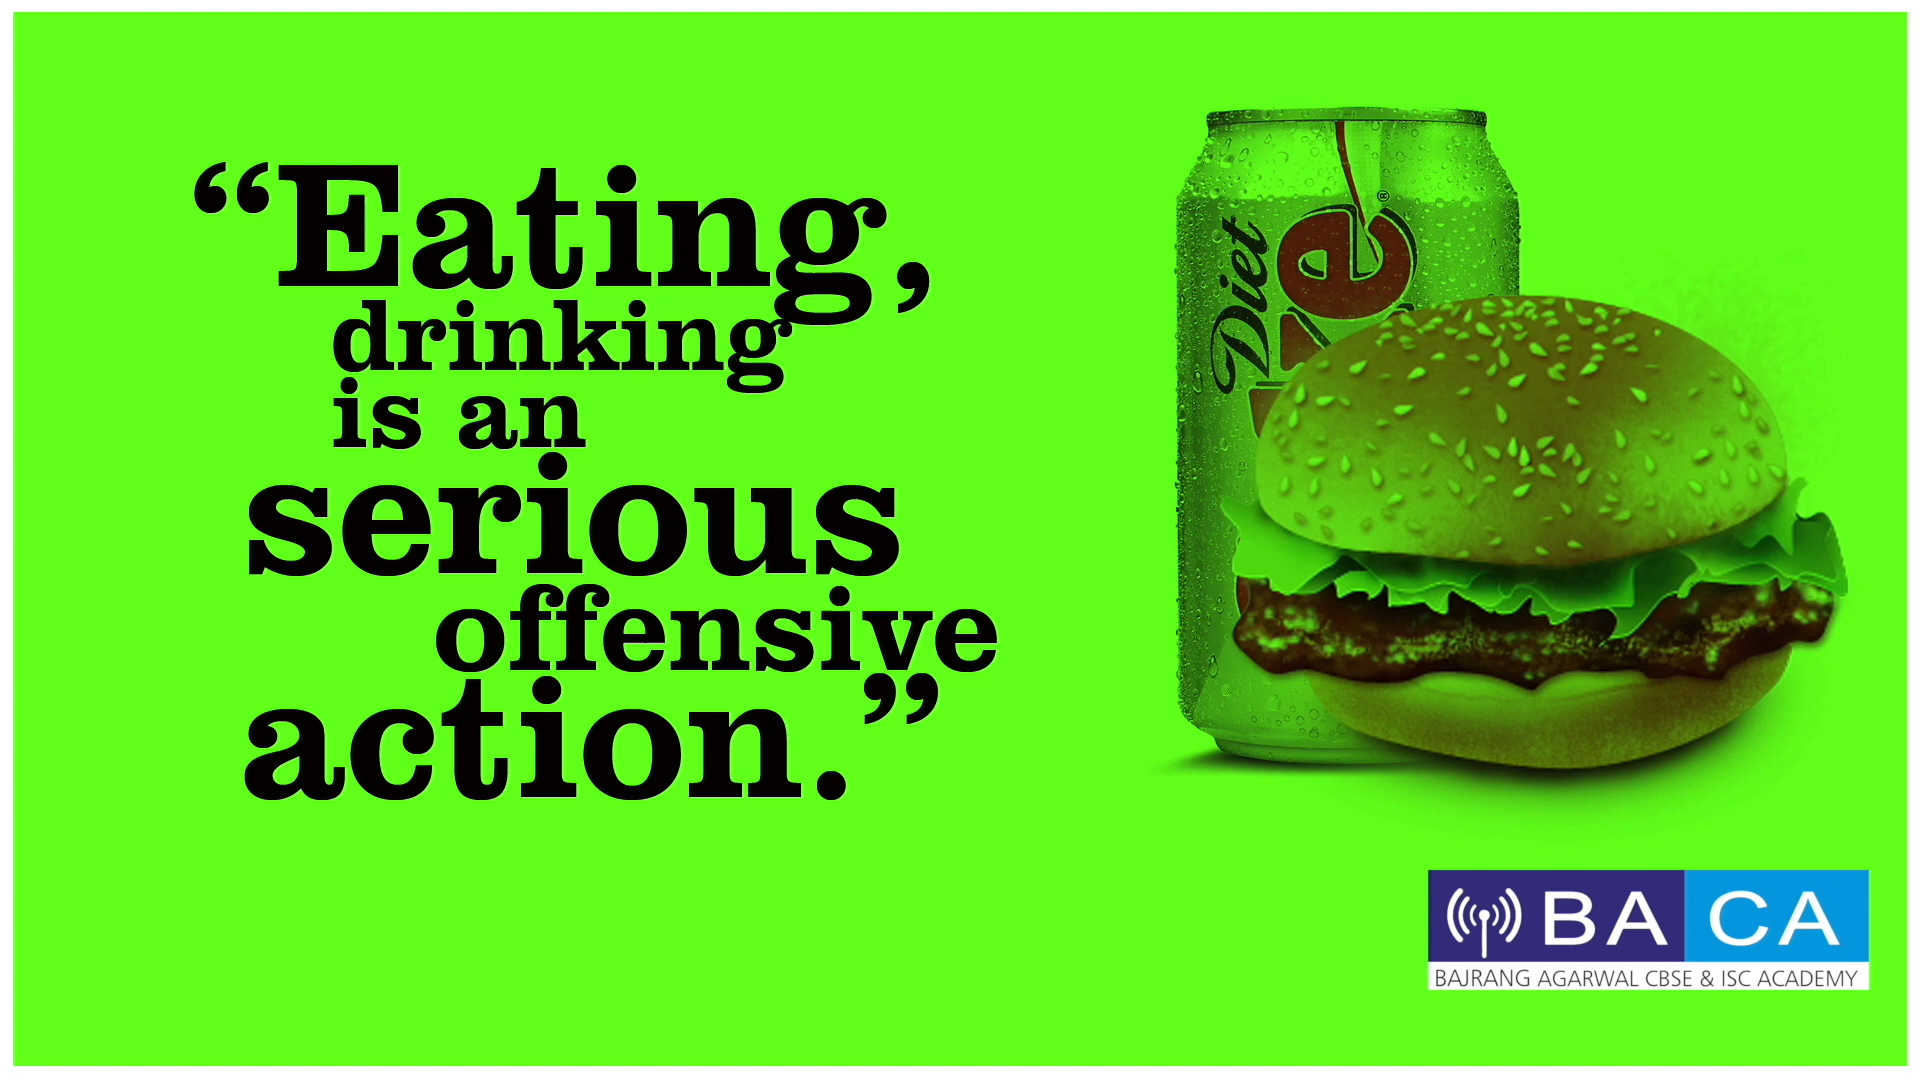 “Eating,
drinking
is an
serious
offensive
action.”
Diet
®
BA CA
BAJRANG AGARWAL CBSE & ISC ACADEMY